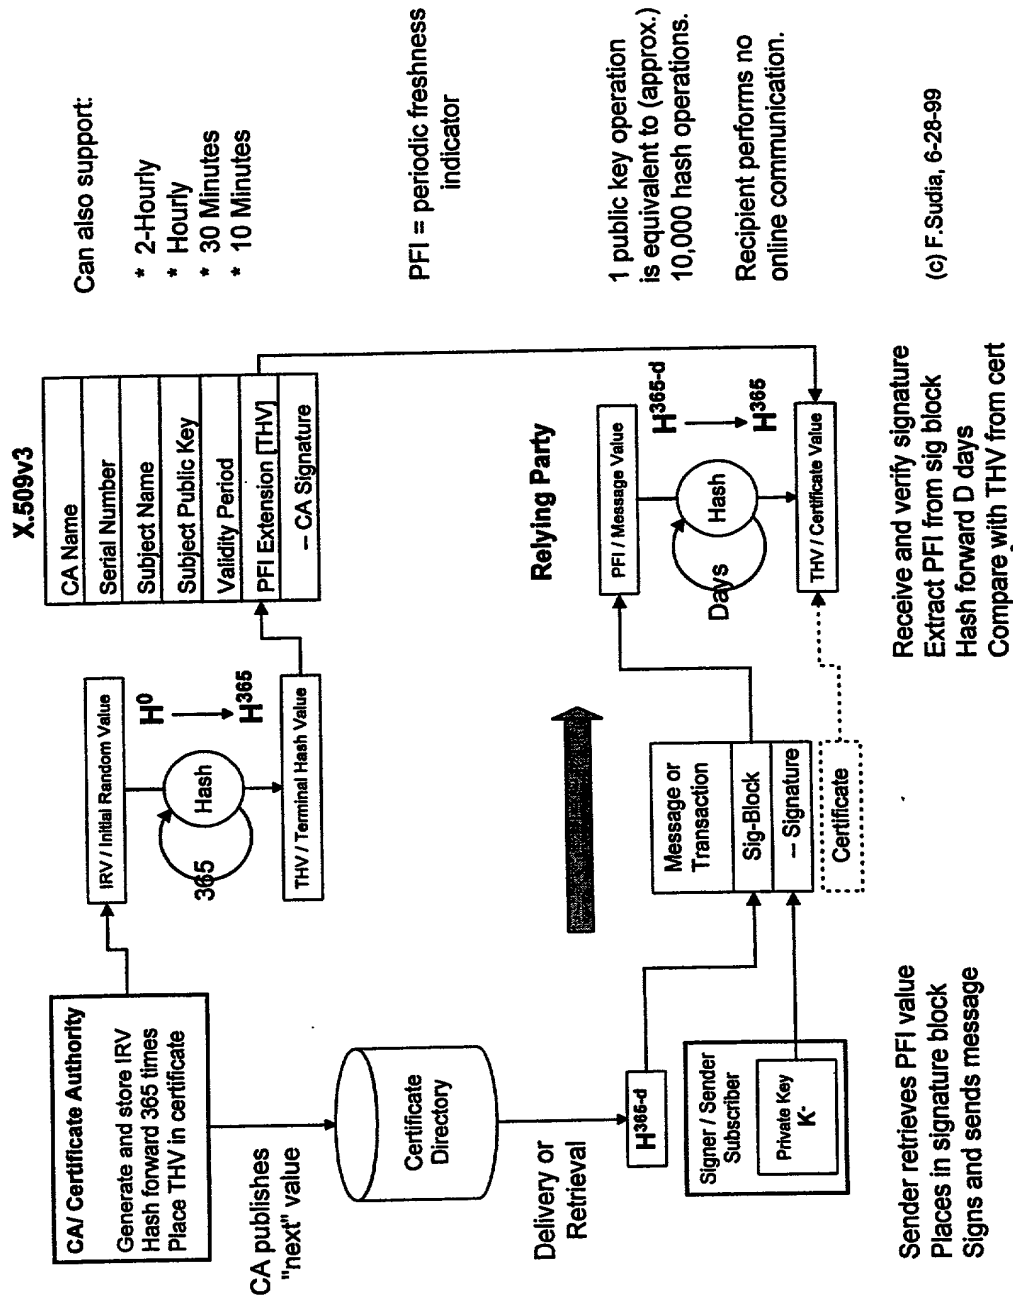 CA/ Certificate Authority
Generate and store IRV
Hash forward 365 times
Place THV in certificate
IRV / Initial Random Value
365
Hash
H⁰
H³⁶⁵
THV / Terminal Hash Value
X.509v3
CA Name
Serial Number
Subject Name
Subject Public Key
Validity Period
PFI Extension [THV]
-- CA Signature
Can also support:
* 2-Hourly
* Hourly
* 30 Minutes
* 10 Minutes
CA publishes
"next" value
Certificate
Directory
PFI = periodic freshness
indicator
Delivery or
Retrieval
H³⁶⁵⁻ᵈ
Signer / Sender
Subscriber
Private Key
K-
Message or
Transaction
Sig-Block
-- Signature
Certificate
Relying Party
PFI / Message Value
Days
Hash
H³⁶⁵⁻ᵈ
H³⁶⁵
THV / Certificate Value
1 public key operation
is equivalent to (approx.)
10,000 hash operations.
Recipient performs no
online communication.
Sender retrieves PFI value
Places in signature block
Signs and sends message
Receive and verify signature
Extract PFI from sig block
Hash forward D days
Compare with THV from cert
(c) F.Sudia, 6-28-99